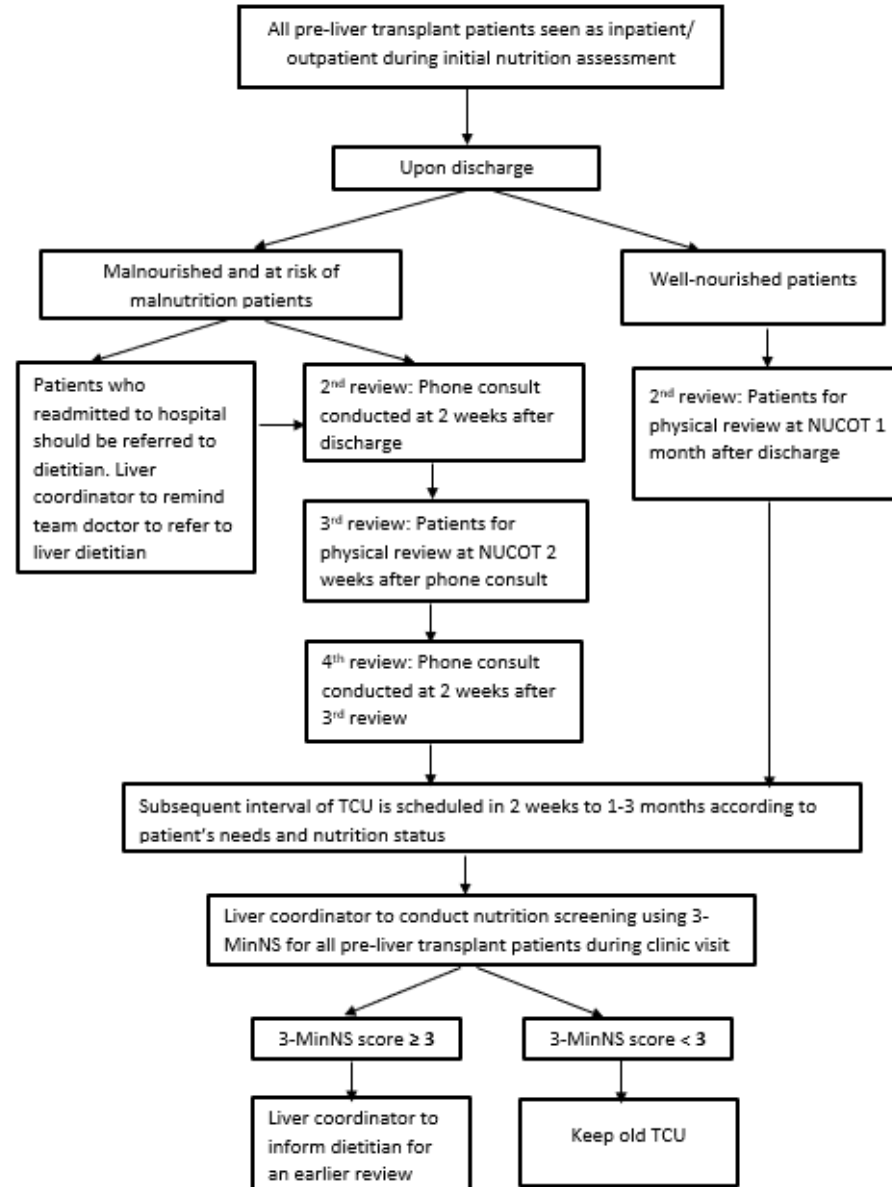 All pre-liver transplant patients seen as inpatient/
outpatient during initial nutrition assessment
Upon discharge
Malnourished and at risk of
malnutrition patients
Well-nourished patients
Patients who
readmitted to hospital
should be referred to
dietitian. Liver
coordinator to remind
team doctor to refer to
liver dietitian
2nd review: Phone consult
conducted at 2 weeks after
discharge
2nd review: Patients for
physical review at NUCOT 1
month after discharge
3rd review: Patients for
physical review at NUCOT 2
weeks after phone consult
4th review: Phone consult
conducted at 2 weeks after
3rd review
Subsequent interval of TCU is scheduled in 2 weeks to 1-3 months according to
patient's needs and nutrition status
Liver coordinator to conduct nutrition screening using 3-
MinNS for all pre-liver transplant patients during clinic visit
3-MinNS score ≥ 3
3-MinNS score < 3
Liver coordinator to
inform dietitian for
an earlier review
Keep old TCU